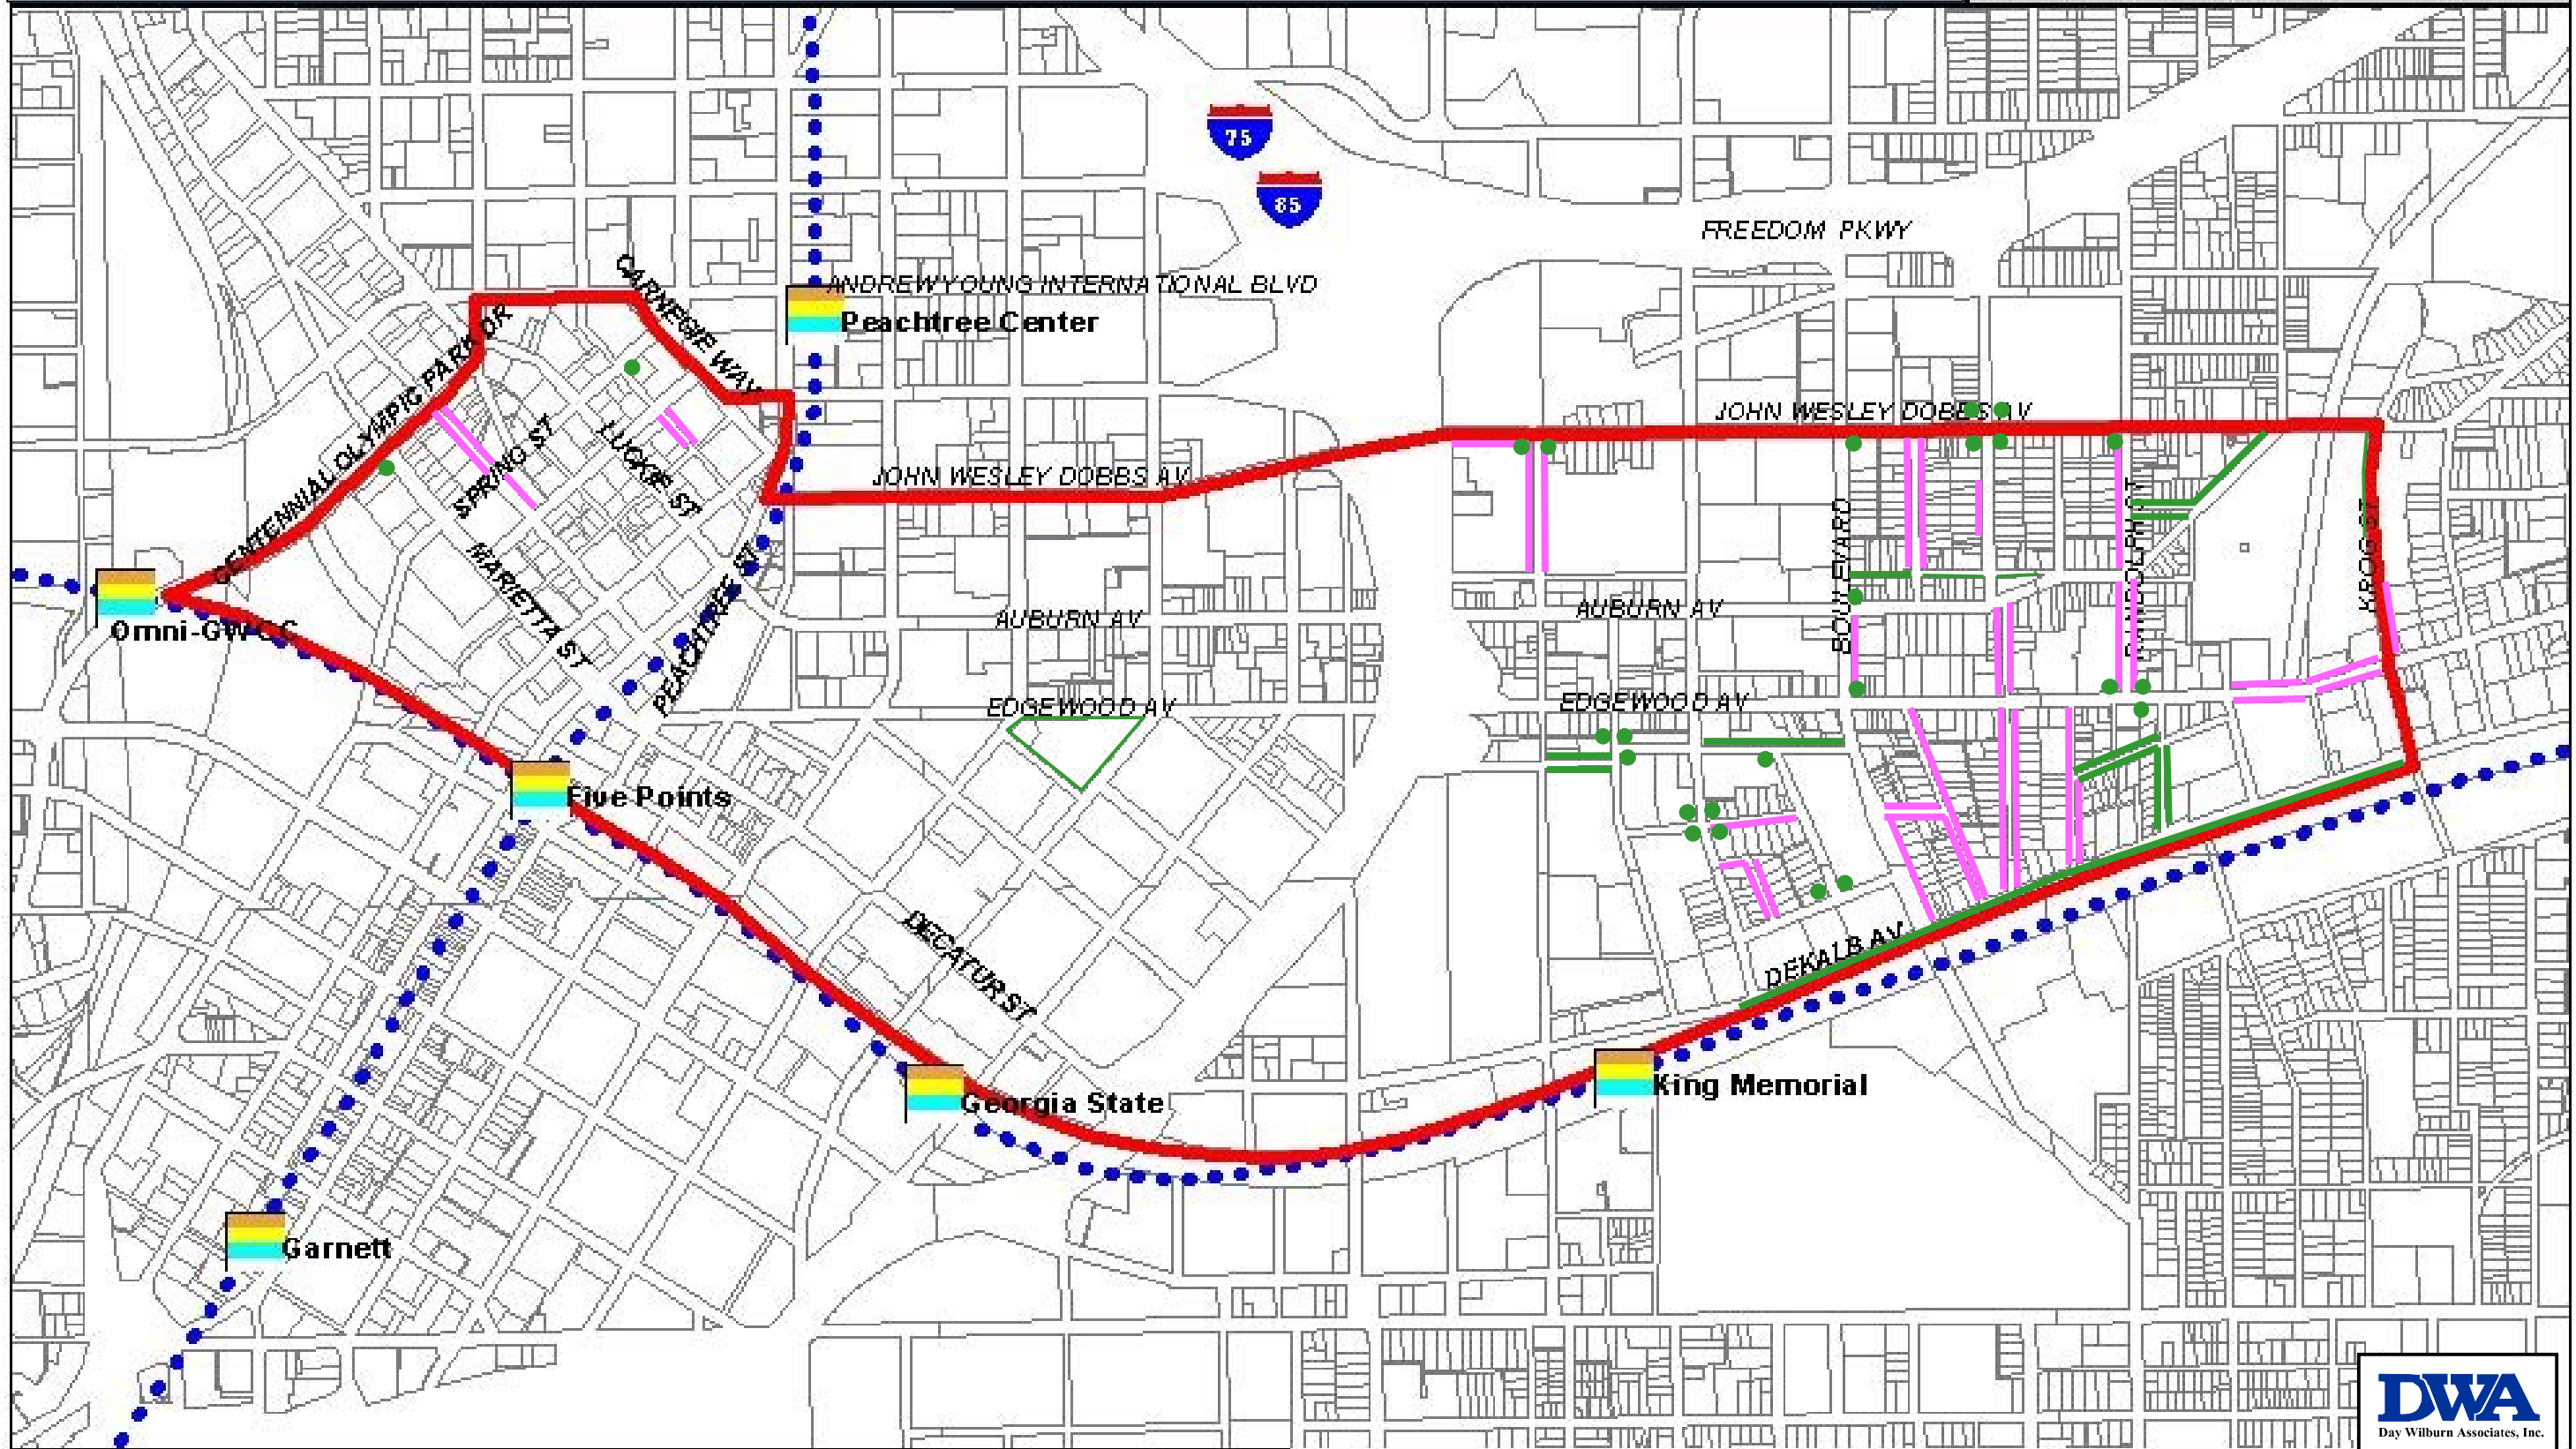 75
85
FREEDOM PKWY
CARNEGIE WAY
ANDREW YOUNG INTERNATIONAL BLVD
Peachtree Center
CENTENNIAL OLYMPIC PARK DR
JOHN WESLEY DOBBS AV
SPRING ST
LUCKIE ST
JOHN WESLEY DOBBS AV
BOULEVARD
RANDOLPH ST
KROG ST
MARIETTA ST
PEACHTREE ST
AUBURN AV
AUBURN AV
Omni-GWCC
EDGEWOOD AV
EDGEWOOD AV
Five Points
DECATUR ST
DEKALB AV
Georgia State
King Memorial
Garnett
DWA
Day Wilburn Associates, Inc.